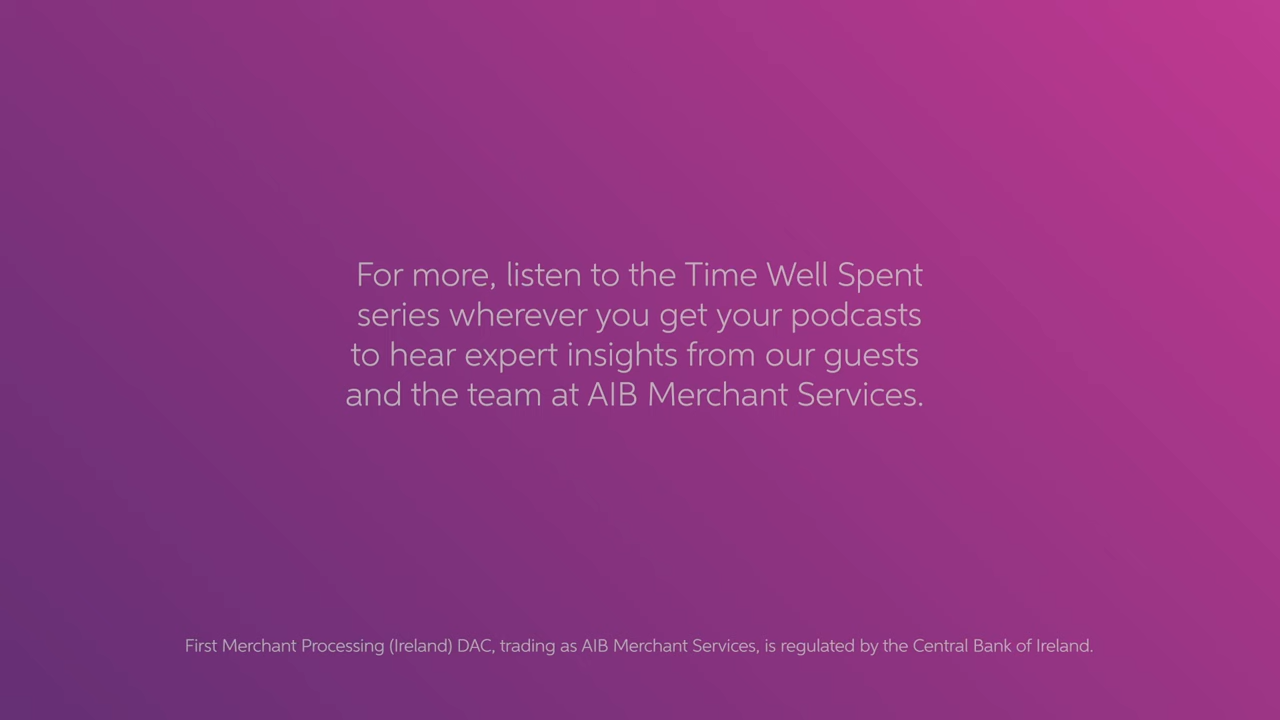 For more, listen to the Time Well Spent
series wherever you get your podcasts
to hear expert insights from our guests
and the team at AIB Merchant Services.
First Merchant Processing (Ireland) DAC, trading as AIB Merchant Services, is regulated by the Central Bank of Ireland.